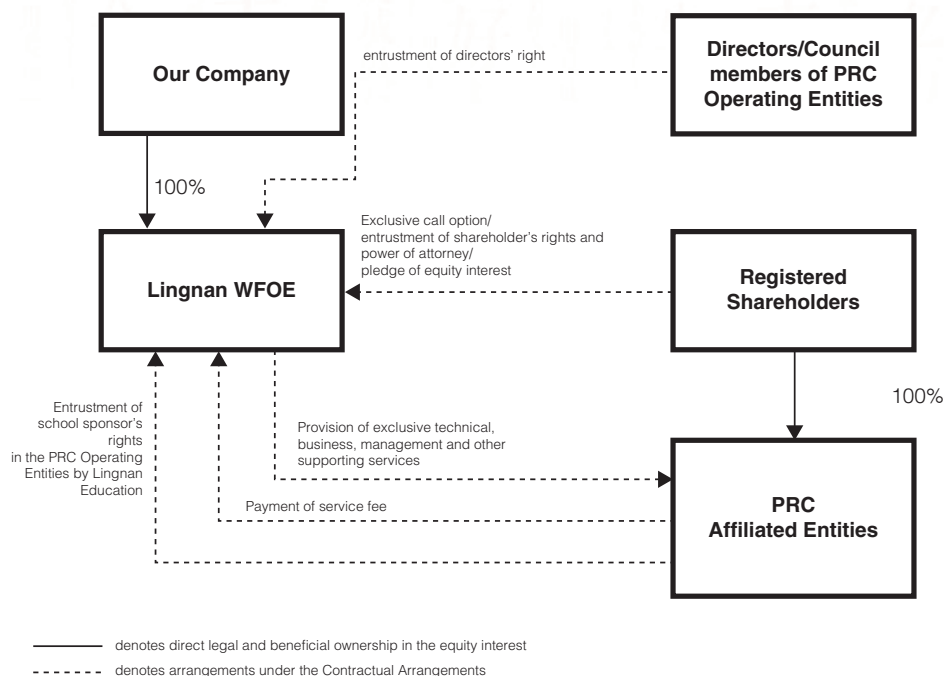 Our Company
entrustment of directors' right
Directors/Council
members of PRC
Operating Entities
100%
Exclusive call option/
entrustment of shareholder's rights and
power of attorney/
pledge of equity interest
Lingnan WFOE
Registered
Shareholders
100%
Entrustment of
school sponsor's
rights
in the PRC Operating
Entities by Lingnan
Education
Provision of exclusive technical,
business, management and other
supporting services
Payment of service fee
PRC
Affiliated Entities
denotes direct legal and beneficial ownership in the equity interest
denotes arrangements under the Contractual Arrangements